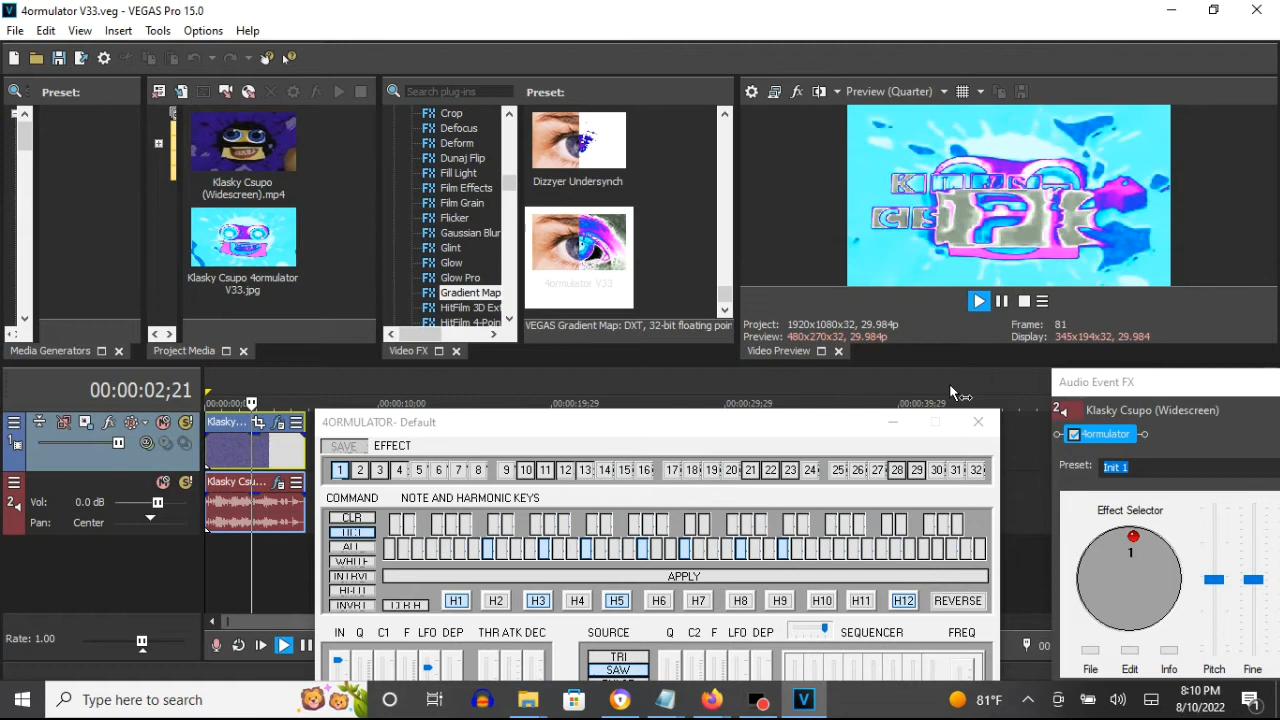 4ormulator V33.veg - VEGAS Pro 15.0
File Edit View Insert Tools Options Help
Preset:
Search plug-ins
Preset:
Preview (Quarter)
Klasky Csupo
(Widescreen).mp4
Klasky Csupo 4ormulator
V33.jpg
Crop
Defocus
Deform
Dunaj Flip
Fill Light
Film Effects
Film Grain
Flicker
Gaussian Blur
Glint
Glow
Glow Pro
Gradient Map
HitFilm 3D Ext
HitFilm 4-Poin
Dizzyer Undersynch
4ormulator V33
VEGAS Gradient Map: DXT, 32-bit floating poin
K L
CS
Project: 1920x1080x32, 29.984p
Frame: 81
Preview: 480x270x32, 29.984p
Display: 345x194x32, 29.984
Media Generators
Project Media
Video FX
Video Preview
00:00:02;21
00:00:0
,00:00:10:00
,00:00:19:29
,00:00:29:29
,00:00:39:29
Audio Event FX
1
Klasky...
2
Vol: 0.0 dB
Pan: Center
Klasky Csu...
Rate: 1.00
4ORMULATOR- Default
SAVE EFFECT
1 2 3 4 5 6 7 8 9 10 11 12 13 14 15 16 17 18 19 20 21 22 23 24 25 26 27 28 29 30 31 32
COMMAND NOTE AND HARMONIC KEYS
CLR
ALL
WHITE
INTRVL
INVRT
APPLY
H1 H2 H3 H4 H5 H6 H7 H8 H9 H10 H11 H12 REVERSE
IN Q C1 F LFO DEP THR ATK DEC SOURCE Q C2 F LFO DEP SEQUENCER FREQ
TRI
SAW
2
Klasky Csupo (Widescreen)
4ormulator
Preset: Init 1
Effect Selector
1
File Edit Info Pitch Fine
00
Type here to search
81°F
8:10 PM
8/10/2022
1